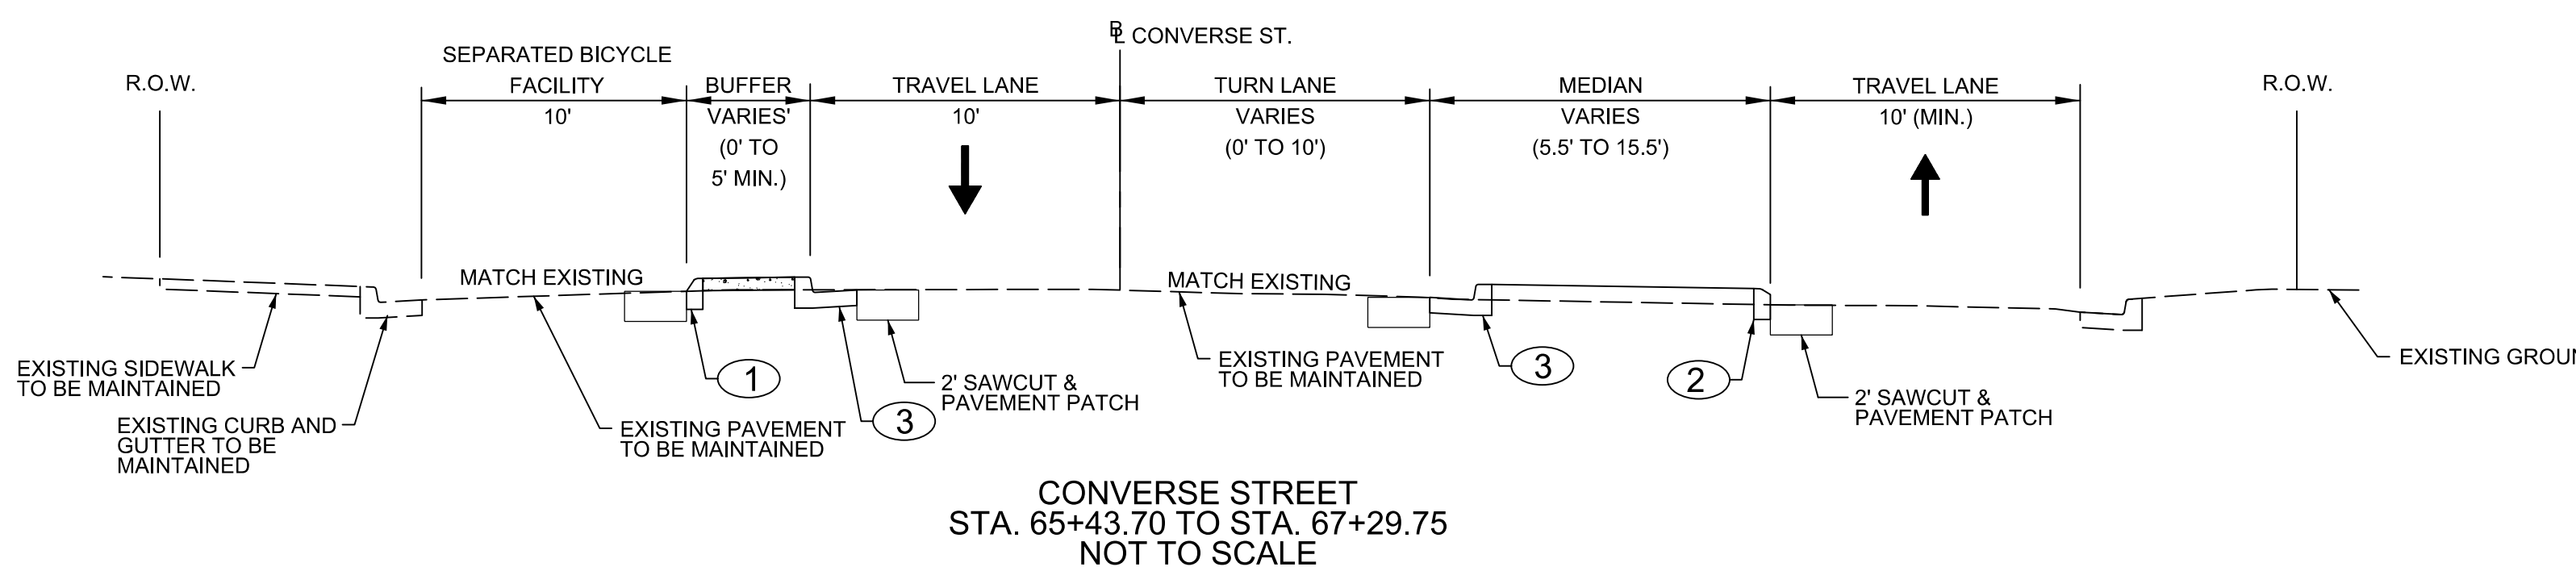 BL CONVERSE ST.
R.O.W.
SEPARATED BICYCLE
FACILITY
10'
BUFFER
VARIES'
(0' TO
5' MIN.)
TRAVEL LANE
10'
TURN LANE
VARIES
(0' TO 10')
MEDIAN
VARIES
(5.5' TO 15.5')
TRAVEL LANE
10' (MIN.)
R.O.W.
MATCH EXISTING
MATCH EXISTING
EXISTING SIDEWALK
TO BE MAINTAINED
EXISTING CURB AND
GUTTER TO BE
MAINTAINED
EXISTING PAVEMENT
TO BE MAINTAINED
1
3
2' SAWCUT &
PAVEMENT PATCH
EXISTING PAVEMENT
TO BE MAINTAINED
3
2
2' SAWCUT &
PAVEMENT PATCH
EXISTING GROUN
CONVERSE STREET
STA. 65+43.70 TO STA. 67+29.75
NOT TO SCALE